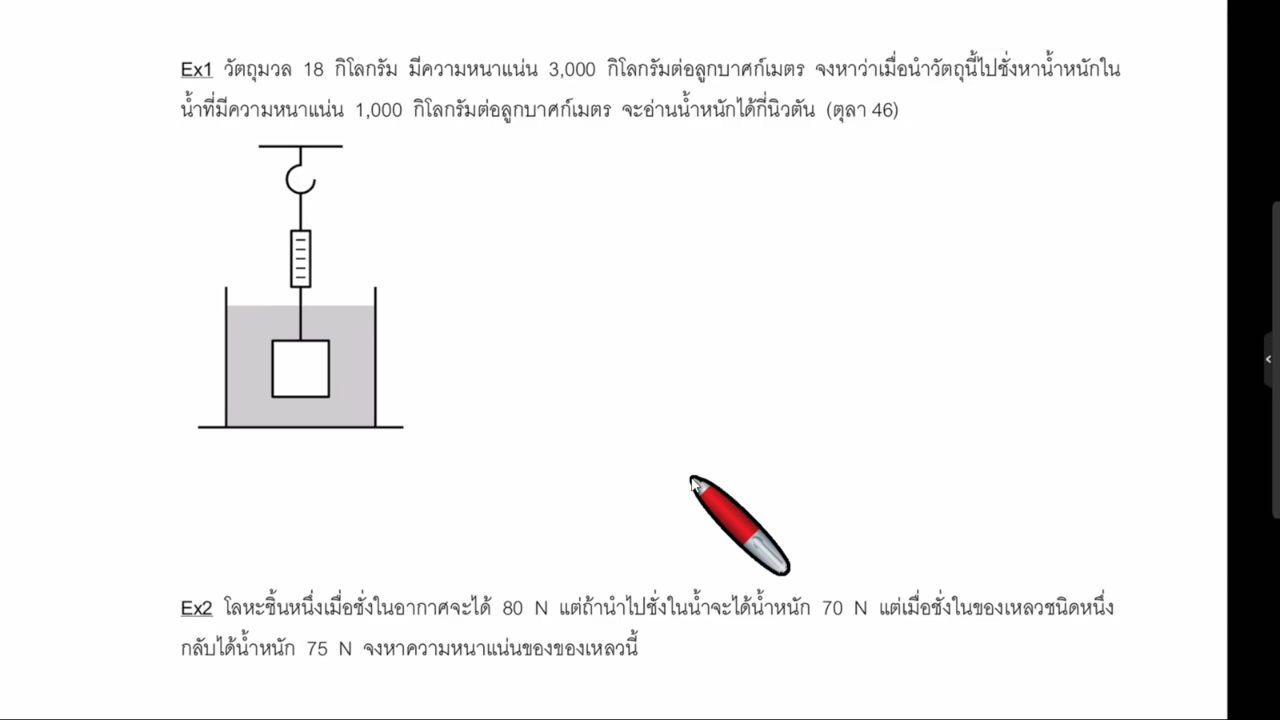 Ex1 วัตถุมวล 18 กิโลกรัม มีความหนาแน่น 3,000 กิโลกรัมต่อลูกบาศก์เมตร จงหาว่าเมื่อนำวัตถุนี้ไปชั่งหาน้ำหนักใน
น้ำที่มีความหนาแน่น 1,000 กิโลกรัมต่อลูกบาศก์เมตร จะอ่านน้ำหนักได้กี่นิวตัน (ตุลา 46)
Ex2 โลหะชิ้นหนึ่งเมื่อชั่งในอากาศจะได้ 80 N แต่ถ้านำไปชั่งในน้ำจะได้น้ำหนัก 70 N แต่เมื่อชั่งในของเหลวชนิดหนึ่ง
กลับได้น้ำหนัก 75 N จงหาความหนาแน่นของของเหลวนี้